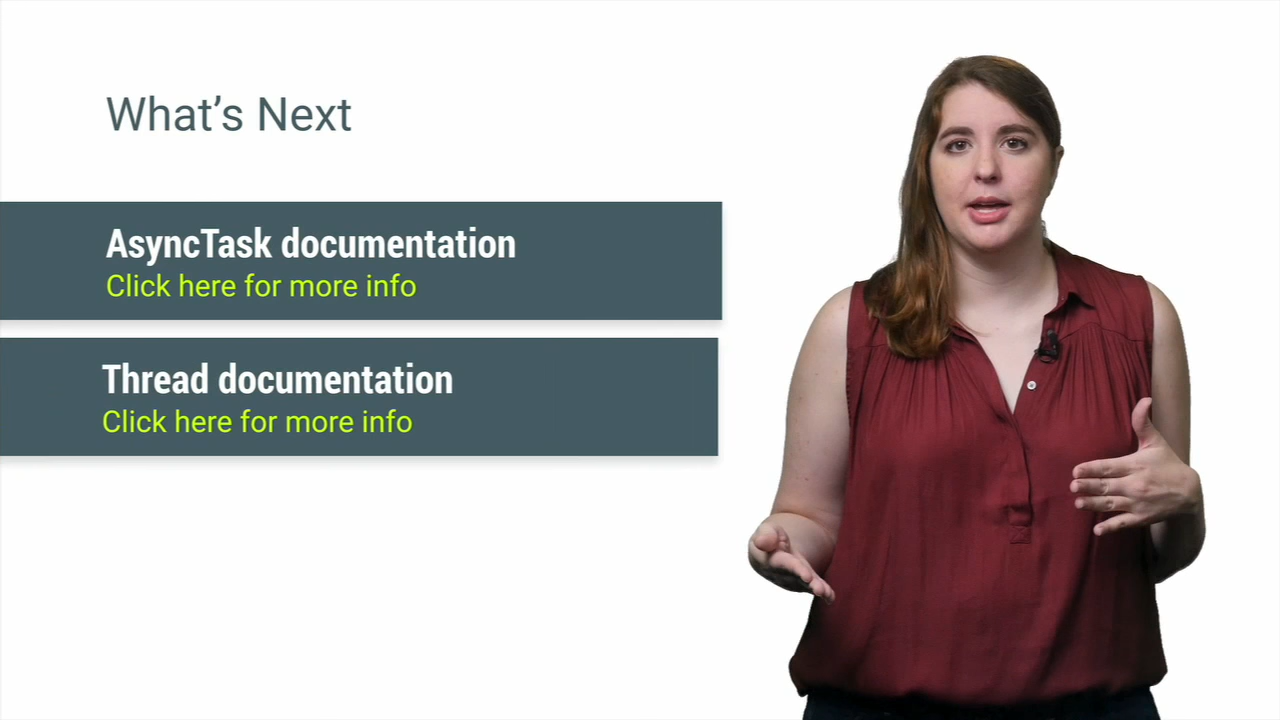 What’s Next
AsyncTask documentation
Click here for more info
Thread documentation
Click here for more info